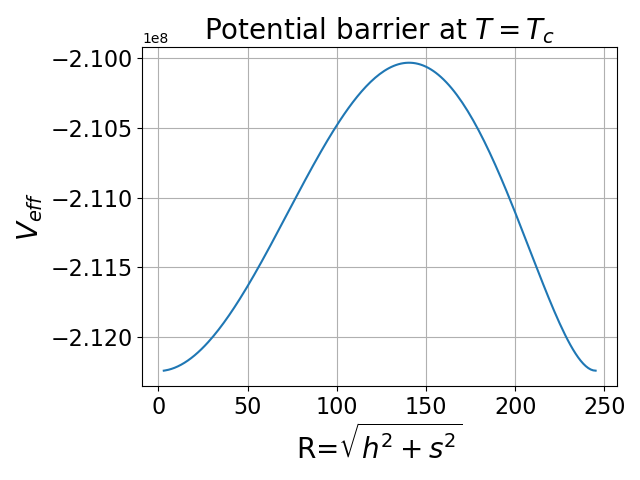 Potential barrier at T = T_c
1e8
−2.100
−2.105
−2.110
−2.115
−2.120
V_eff
0 50 100 150 200 250
R=√h² + s²